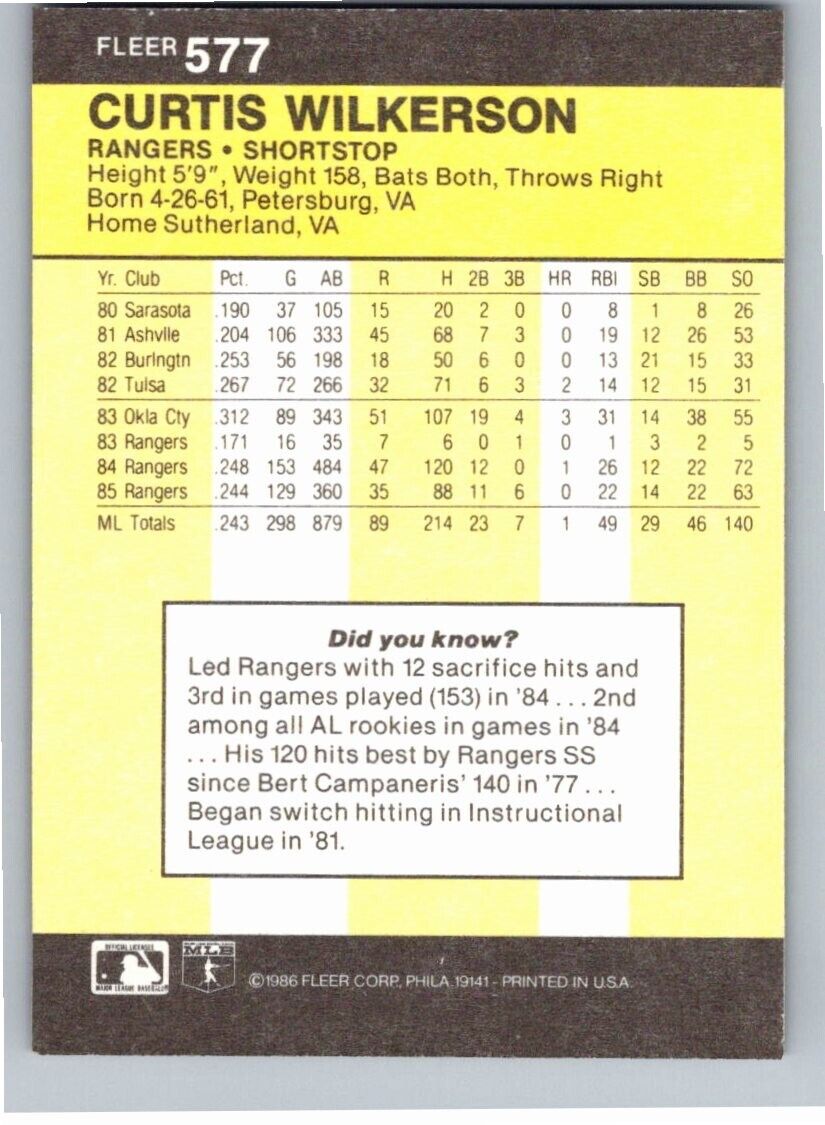 FLEER 577
CURTIS WILKERSON
RANGERS • SHORTSTOP
Height 5'9", Weight 158, Bats Both, Throws Right
Born 4-26-61, Petersburg, VA
Home Sutherland, VA
Yr. Club Pct. G AB R H 2B 3B HR RBI SB BB SO
80 Sarasota .190 37 105 15 20 2 0 0 8 1 8 26
81 Ashvlle .204 106 333 45 68 7 3 0 19 12 26 53
82 Burlngtn .253 56 198 18 50 6 0 0 13 21 15 33
82 Tulsa .267 72 266 32 71 6 3 2 14 12 15 31
83 Okla Cty .312 89 343 51 107 19 4 3 31 14 38 55
83 Rangers .171 16 35 7 6 0 1 0 1 3 2 5
84 Rangers .248 153 484 47 120 12 0 1 26 12 22 72
85 Rangers .244 129 360 35 88 11 6 0 22 14 22 63
ML Totals .243 298 879 89 214 23 7 1 49 29 46 140
Did you know?
Led Rangers with 12 sacrifice hits and
3rd in games played (153) in '84 . . . 2nd
among all AL rookies in games in '84
. . . His 120 hits best by Rangers SS
since Bert Campaneris' 140 in '77 . . .
Began switch hitting in Instructional
League in '81.
OFFICIAL LICENSEE
MAJOR LEAGUE BASEBALL
MLB
©1986 FLEER CORP., PHILA. 19141 - PRINTED IN U.S.A.